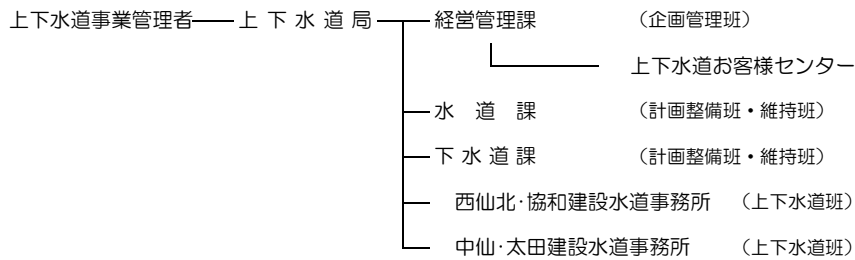 上下水道事業管理者 上下水道局 経営管理課 （企画管理班）
上下水道お客様センター
水道課 （計画整備班・維持班）
下水道課 （計画整備班・維持班）
西仙北・協和建設水道事務所 （上下水道班）
中仙・太田建設水道事務所 （上下水道班）